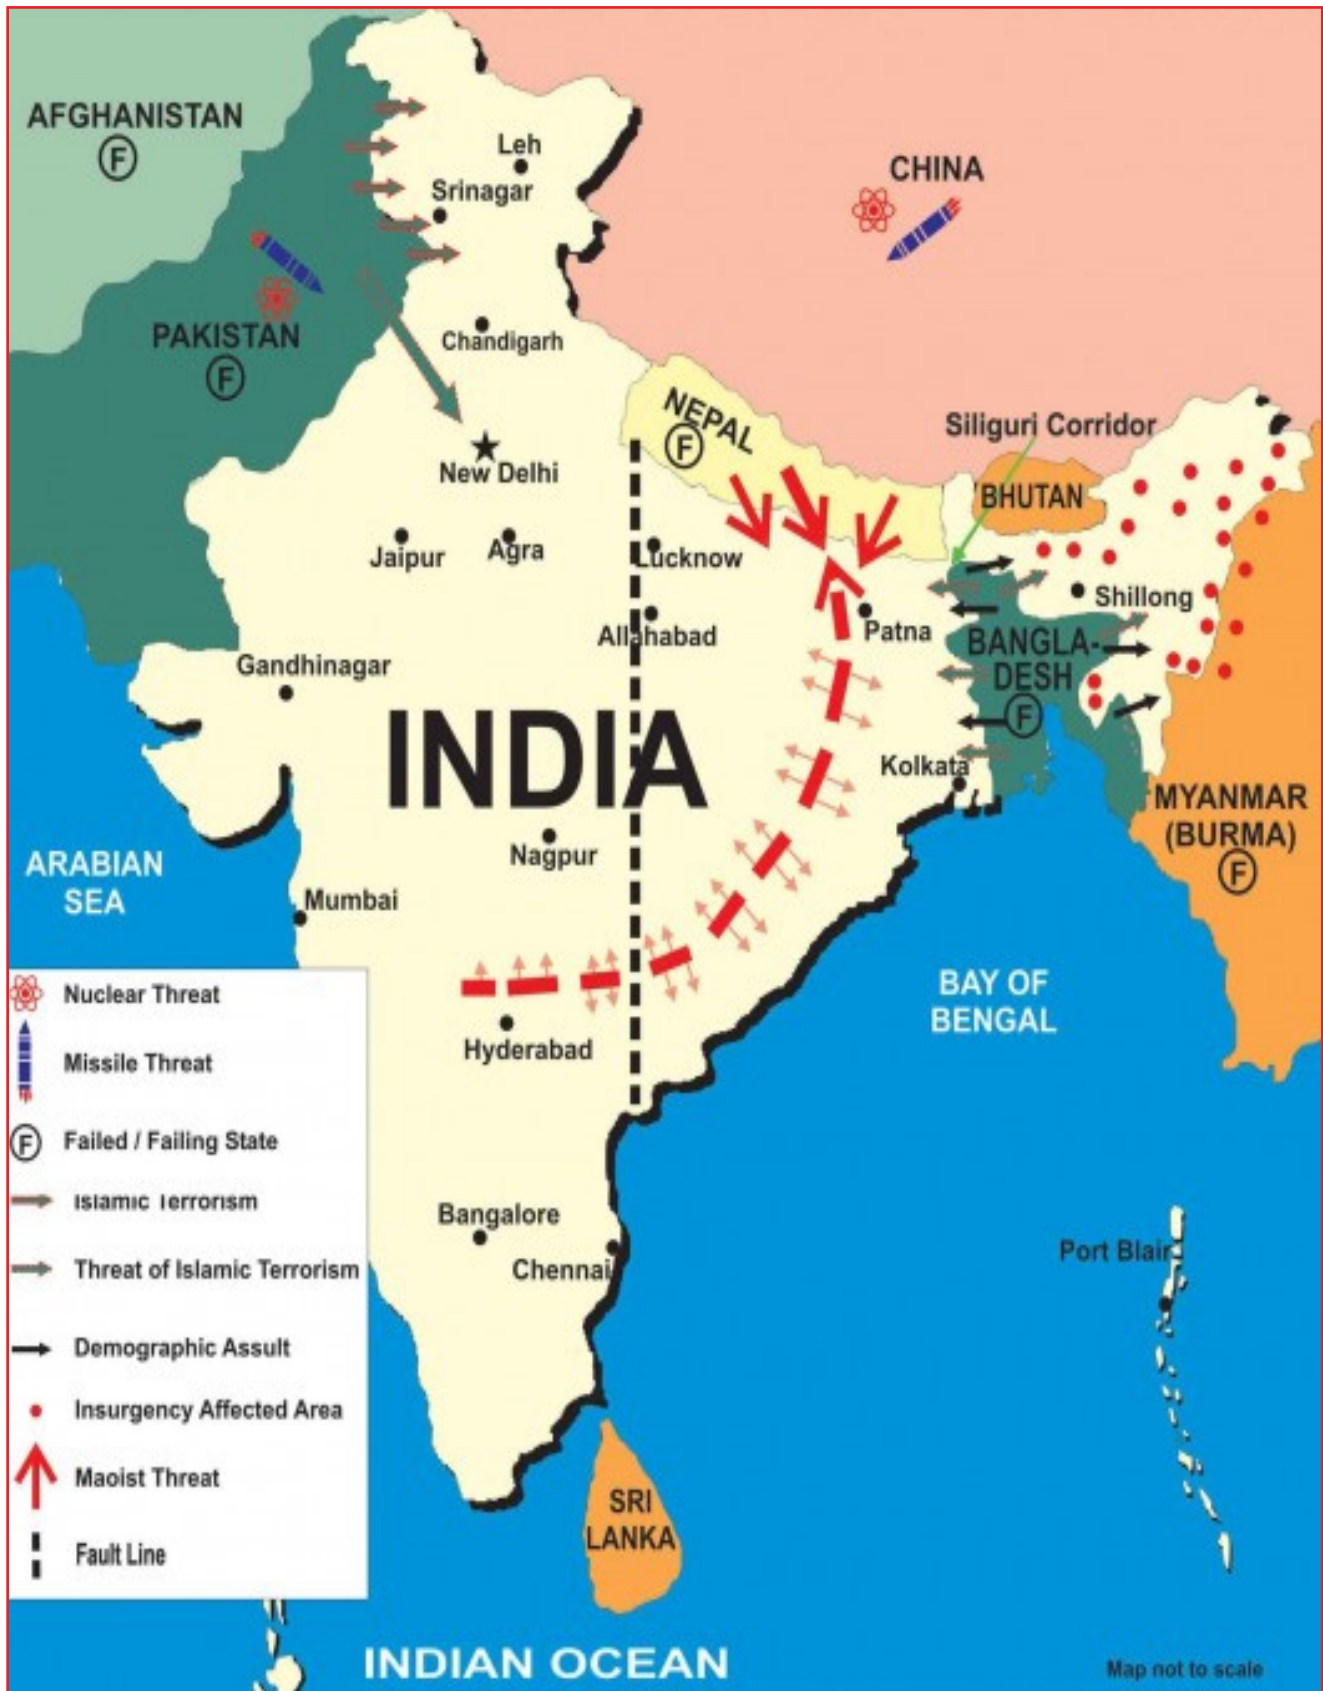 AFGHANISTAN
F
Leh
Srinagar
CHINA
PAKISTAN
F
Chandigarh
NEPAL
F
Siliguri Corridor
BHUTAN
New Delhi
Jaipur
Agra
Lucknow
Allahabad
Patna
Shillong
BANGLA-
DESH
F
Gandhinagar
INDIA
Kolkata
MYANMAR
(BURMA)
F
Nagpur
ARABIAN
SEA
Mumbai
BAY OF
BENGAL
Hyderabad
Nuclear Threat
Missile Threat
F Failed / Failing State
Islamic Terrorism
Threat of Islamic Terrorism
Demographic Assult
Insurgency Affected Area
Maoist Threat
Fault Line
Bangalore
Chennai
Port Blair
SRI
LANKA
INDIAN OCEAN
Map not to scale